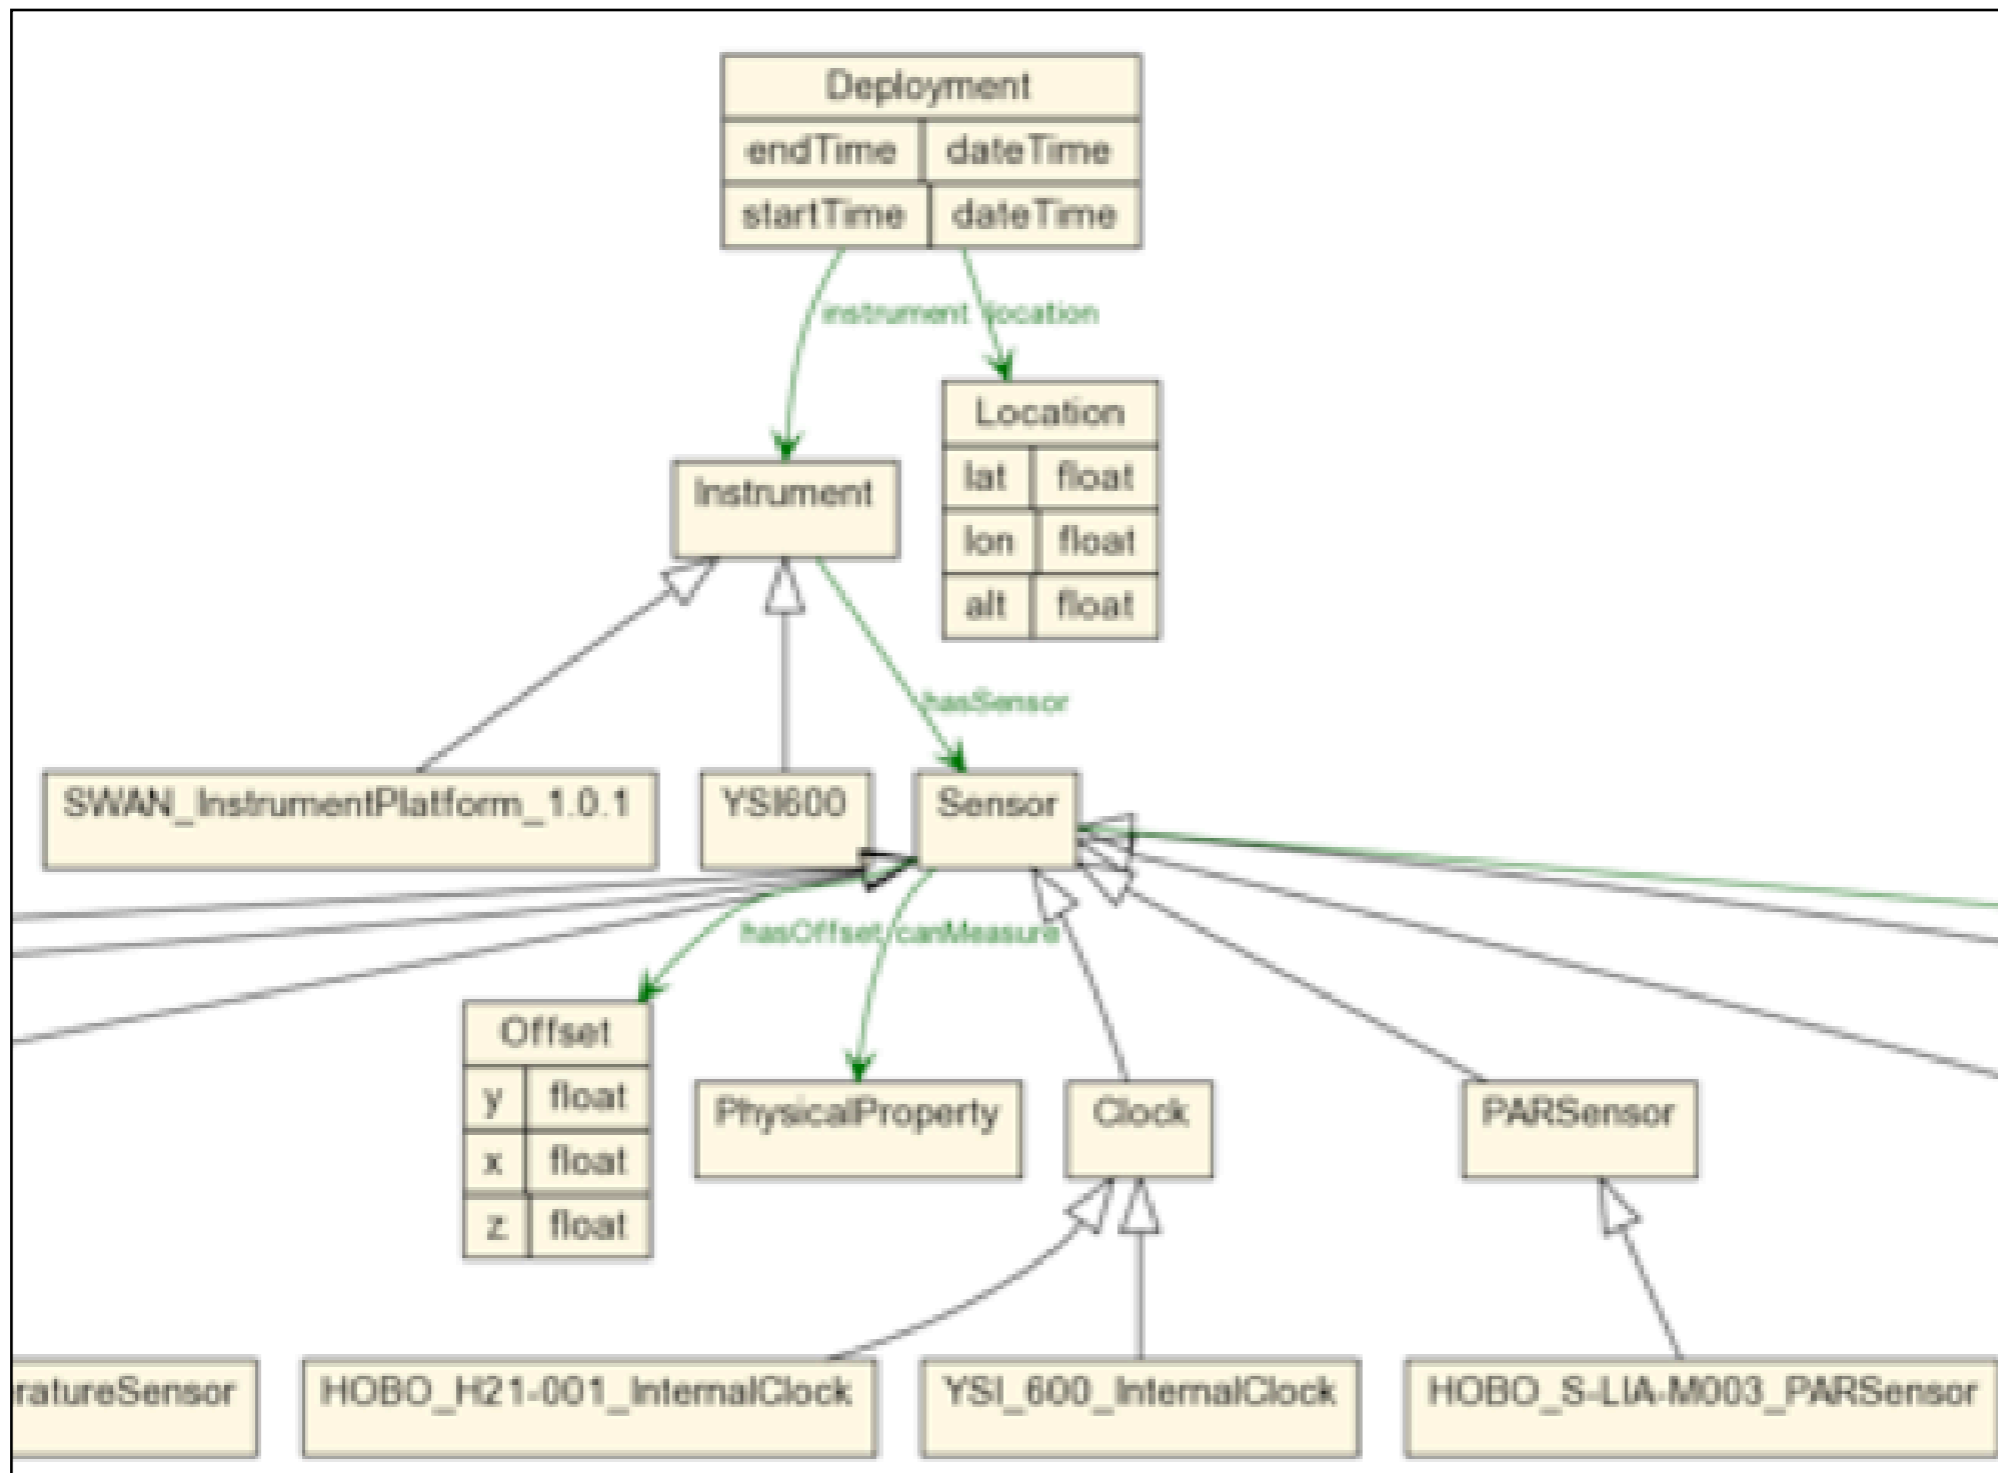 Deployment
endTime dateTime
startTime dateTime
instrument location
Location
lat float
lon float
alt float
Instrument
hasSensor
SWAN_InstrumentPlatform_1.0.1
YSI600
Sensor
hasOffset canMeasure
Offset
y float
x float
z float
PhysicalProperty
Clock
PARSensor
ratureSensor
HOBO_H21-001_InternalClock
YSI_600_InternalClock
HOBO_S-LIA-M003_PARSensor